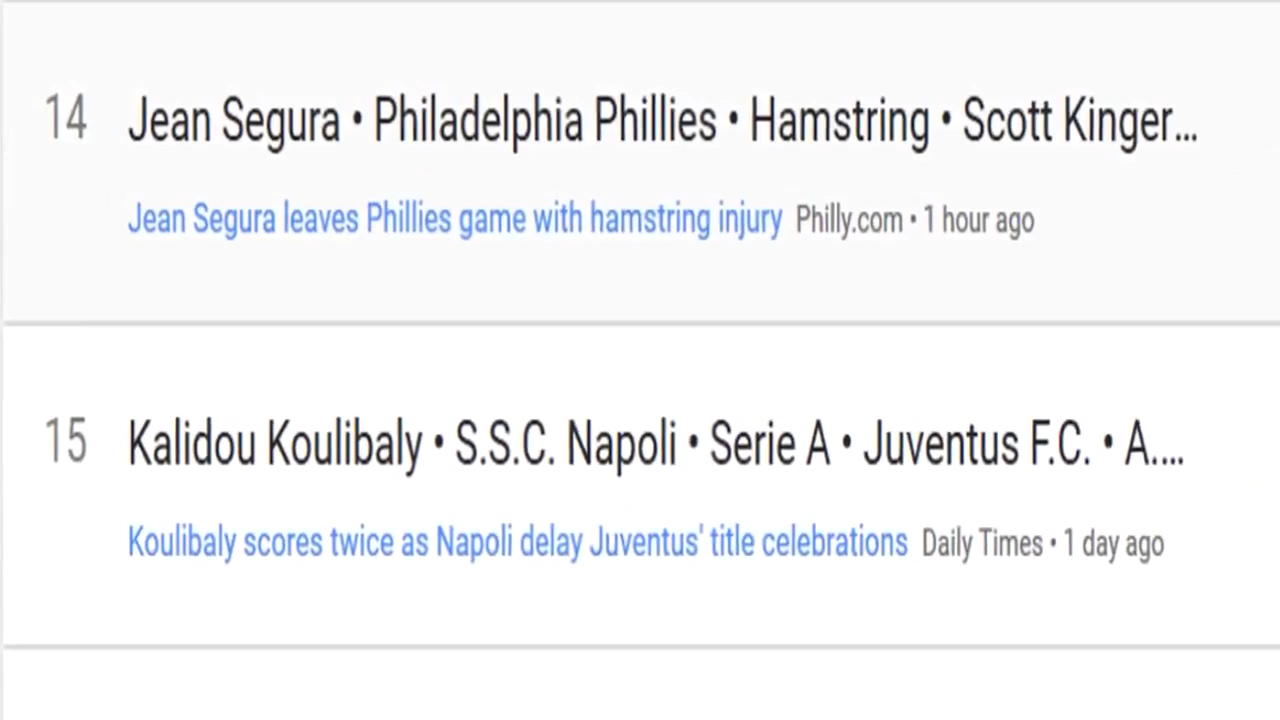 14 Jean Segura • Philadelphia Phillies • Hamstring • Scott Kinger...
Jean Segura leaves Phillies game with hamstring injury Philly.com • 1 hour ago
15 Kalidou Koulibaly • S.S.C. Napoli • Serie A • Juventus F.C. • A....
Koulibaly scores twice as Napoli delay Juventus' title celebrations Daily Times • 1 day ago